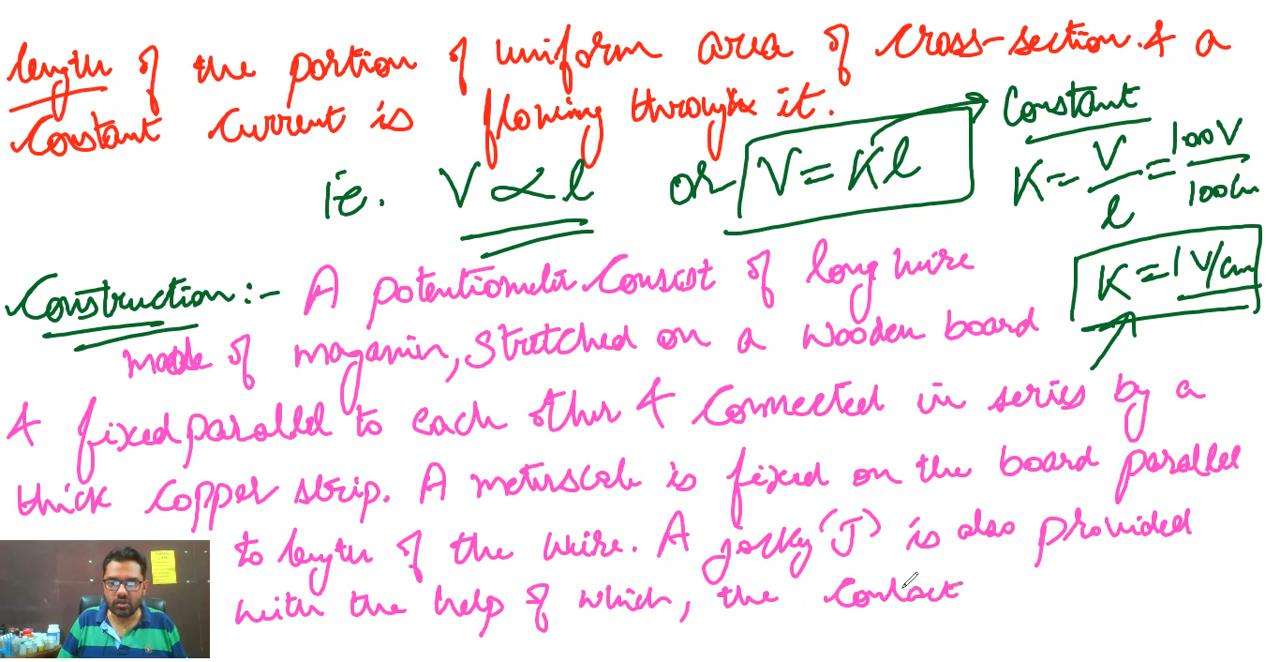 length of the portion of uniform area of cross-section & a
constant current is flowing through it.
Constant
ie. V ∝ l or V = Kl
K = V/l = 100V/100cm
K = 1 V/cm
Construction:- A potentiometer consist of long wire
made of maganin, stretched on a wooden board
& fixed parallel to each other & connected in series by a
thick copper strip. A meterscale is fixed on the board parallel
to length of the wire. A jocky (J) is also provided
with the help of which, the contact